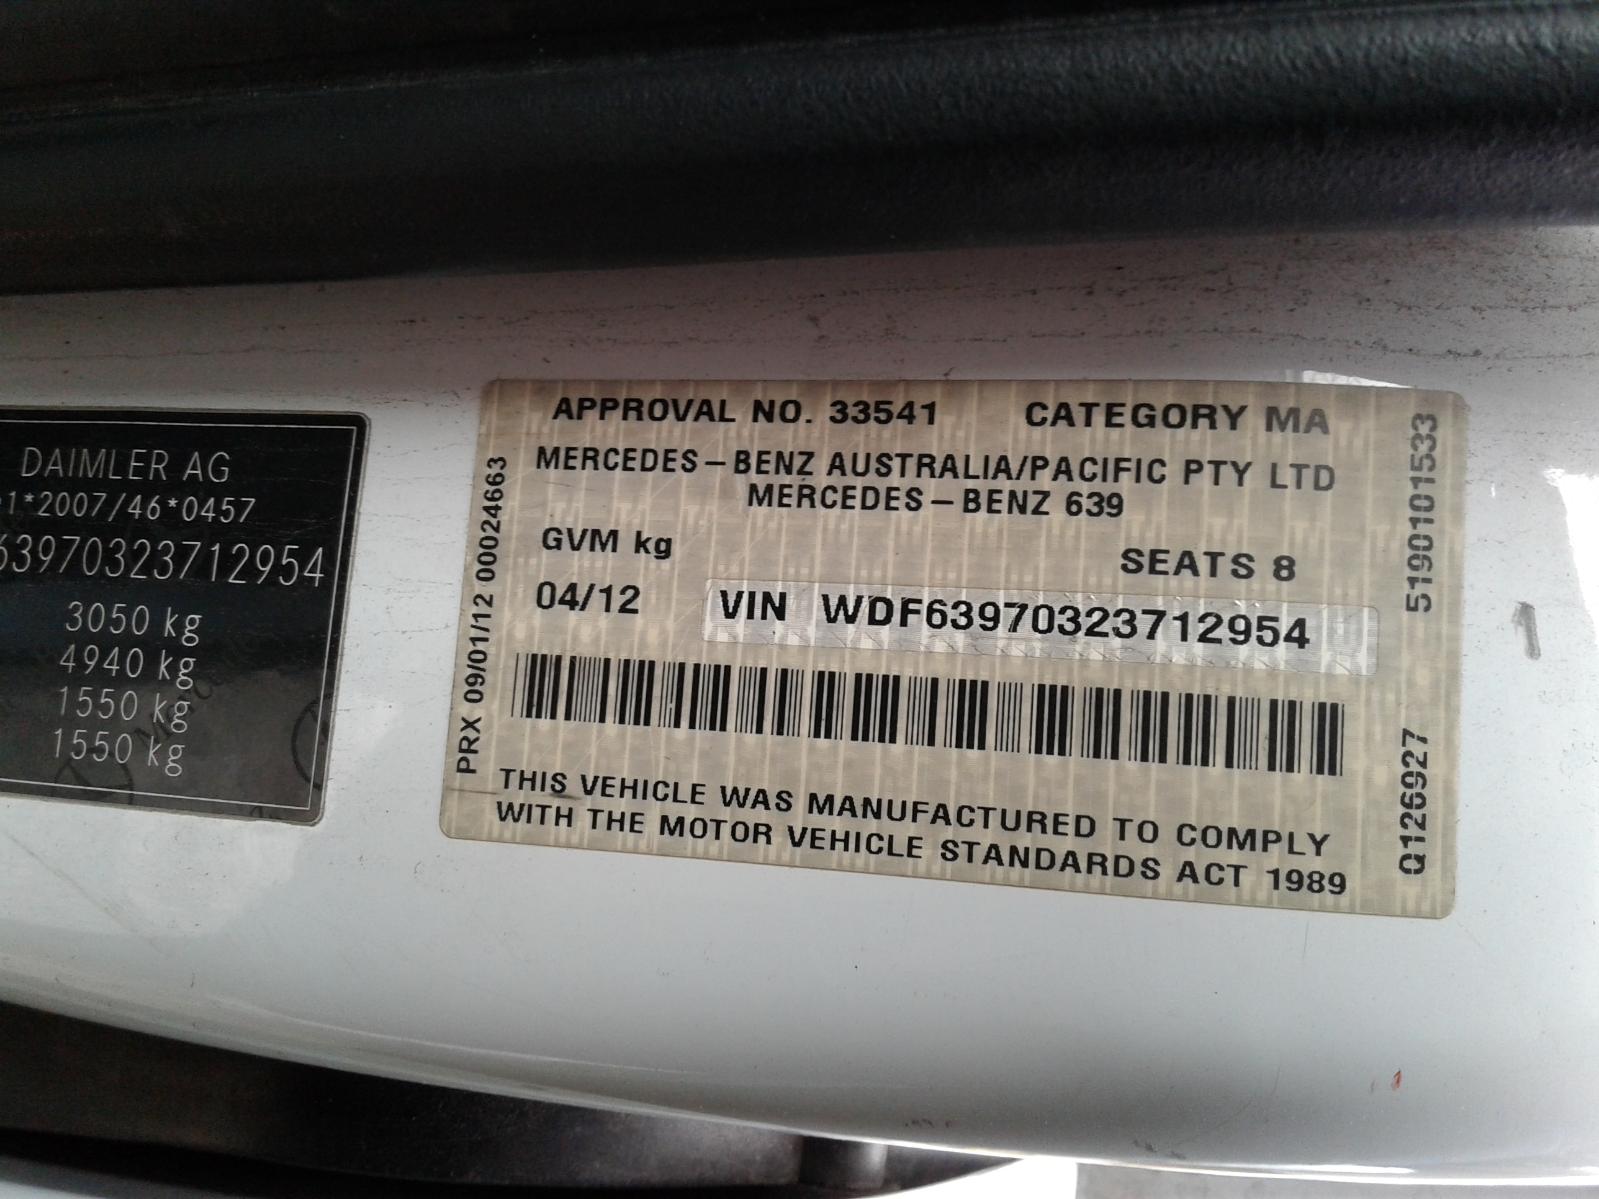 DAIMLER AG
1*2007/46*0457
63970323712954
3050 kg
4940 kg
1550 kg
1550 kg
APPROVAL NO. 33541 CATEGORY MA
MERCEDES-BENZ AUSTRALIA/PACIFIC PTY LTD
MERCEDES-BENZ 639
GVM kg SEATS 8
04/12 VIN WDF63970323712954
THIS VEHICLE WAS MANUFACTURED TO COMPLY
WITH THE MOTOR VEHICLE STANDARDS ACT 1989
PRX 09/01/12 00024663
Q126927 5190101533